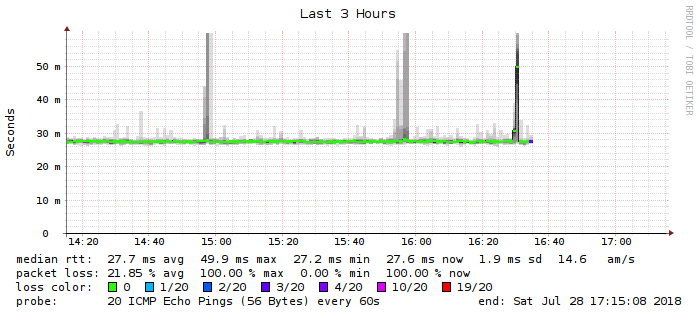 Last 3 Hours
RRDTOOL / TOBI OETIKER
Seconds
50 m
40 m
30 m
20 m
10 m
0
14:20 14:40 15:00 15:20 15:40 16:00 16:20 16:40 17:00
median rtt: 27.7 ms avg 49.9 ms max 27.2 ms min 27.6 ms now 1.9 ms sd 14.6 am/s
packet loss: 21.85 % avg 100.00 % max 0.00 % min 100.00 % now
loss color: 0 1/20 2/20 3/20 4/20 10/20 19/20
probe: 20 ICMP Echo Pings (56 Bytes) every 60s end: Sat Jul 28 17:15:08 2018